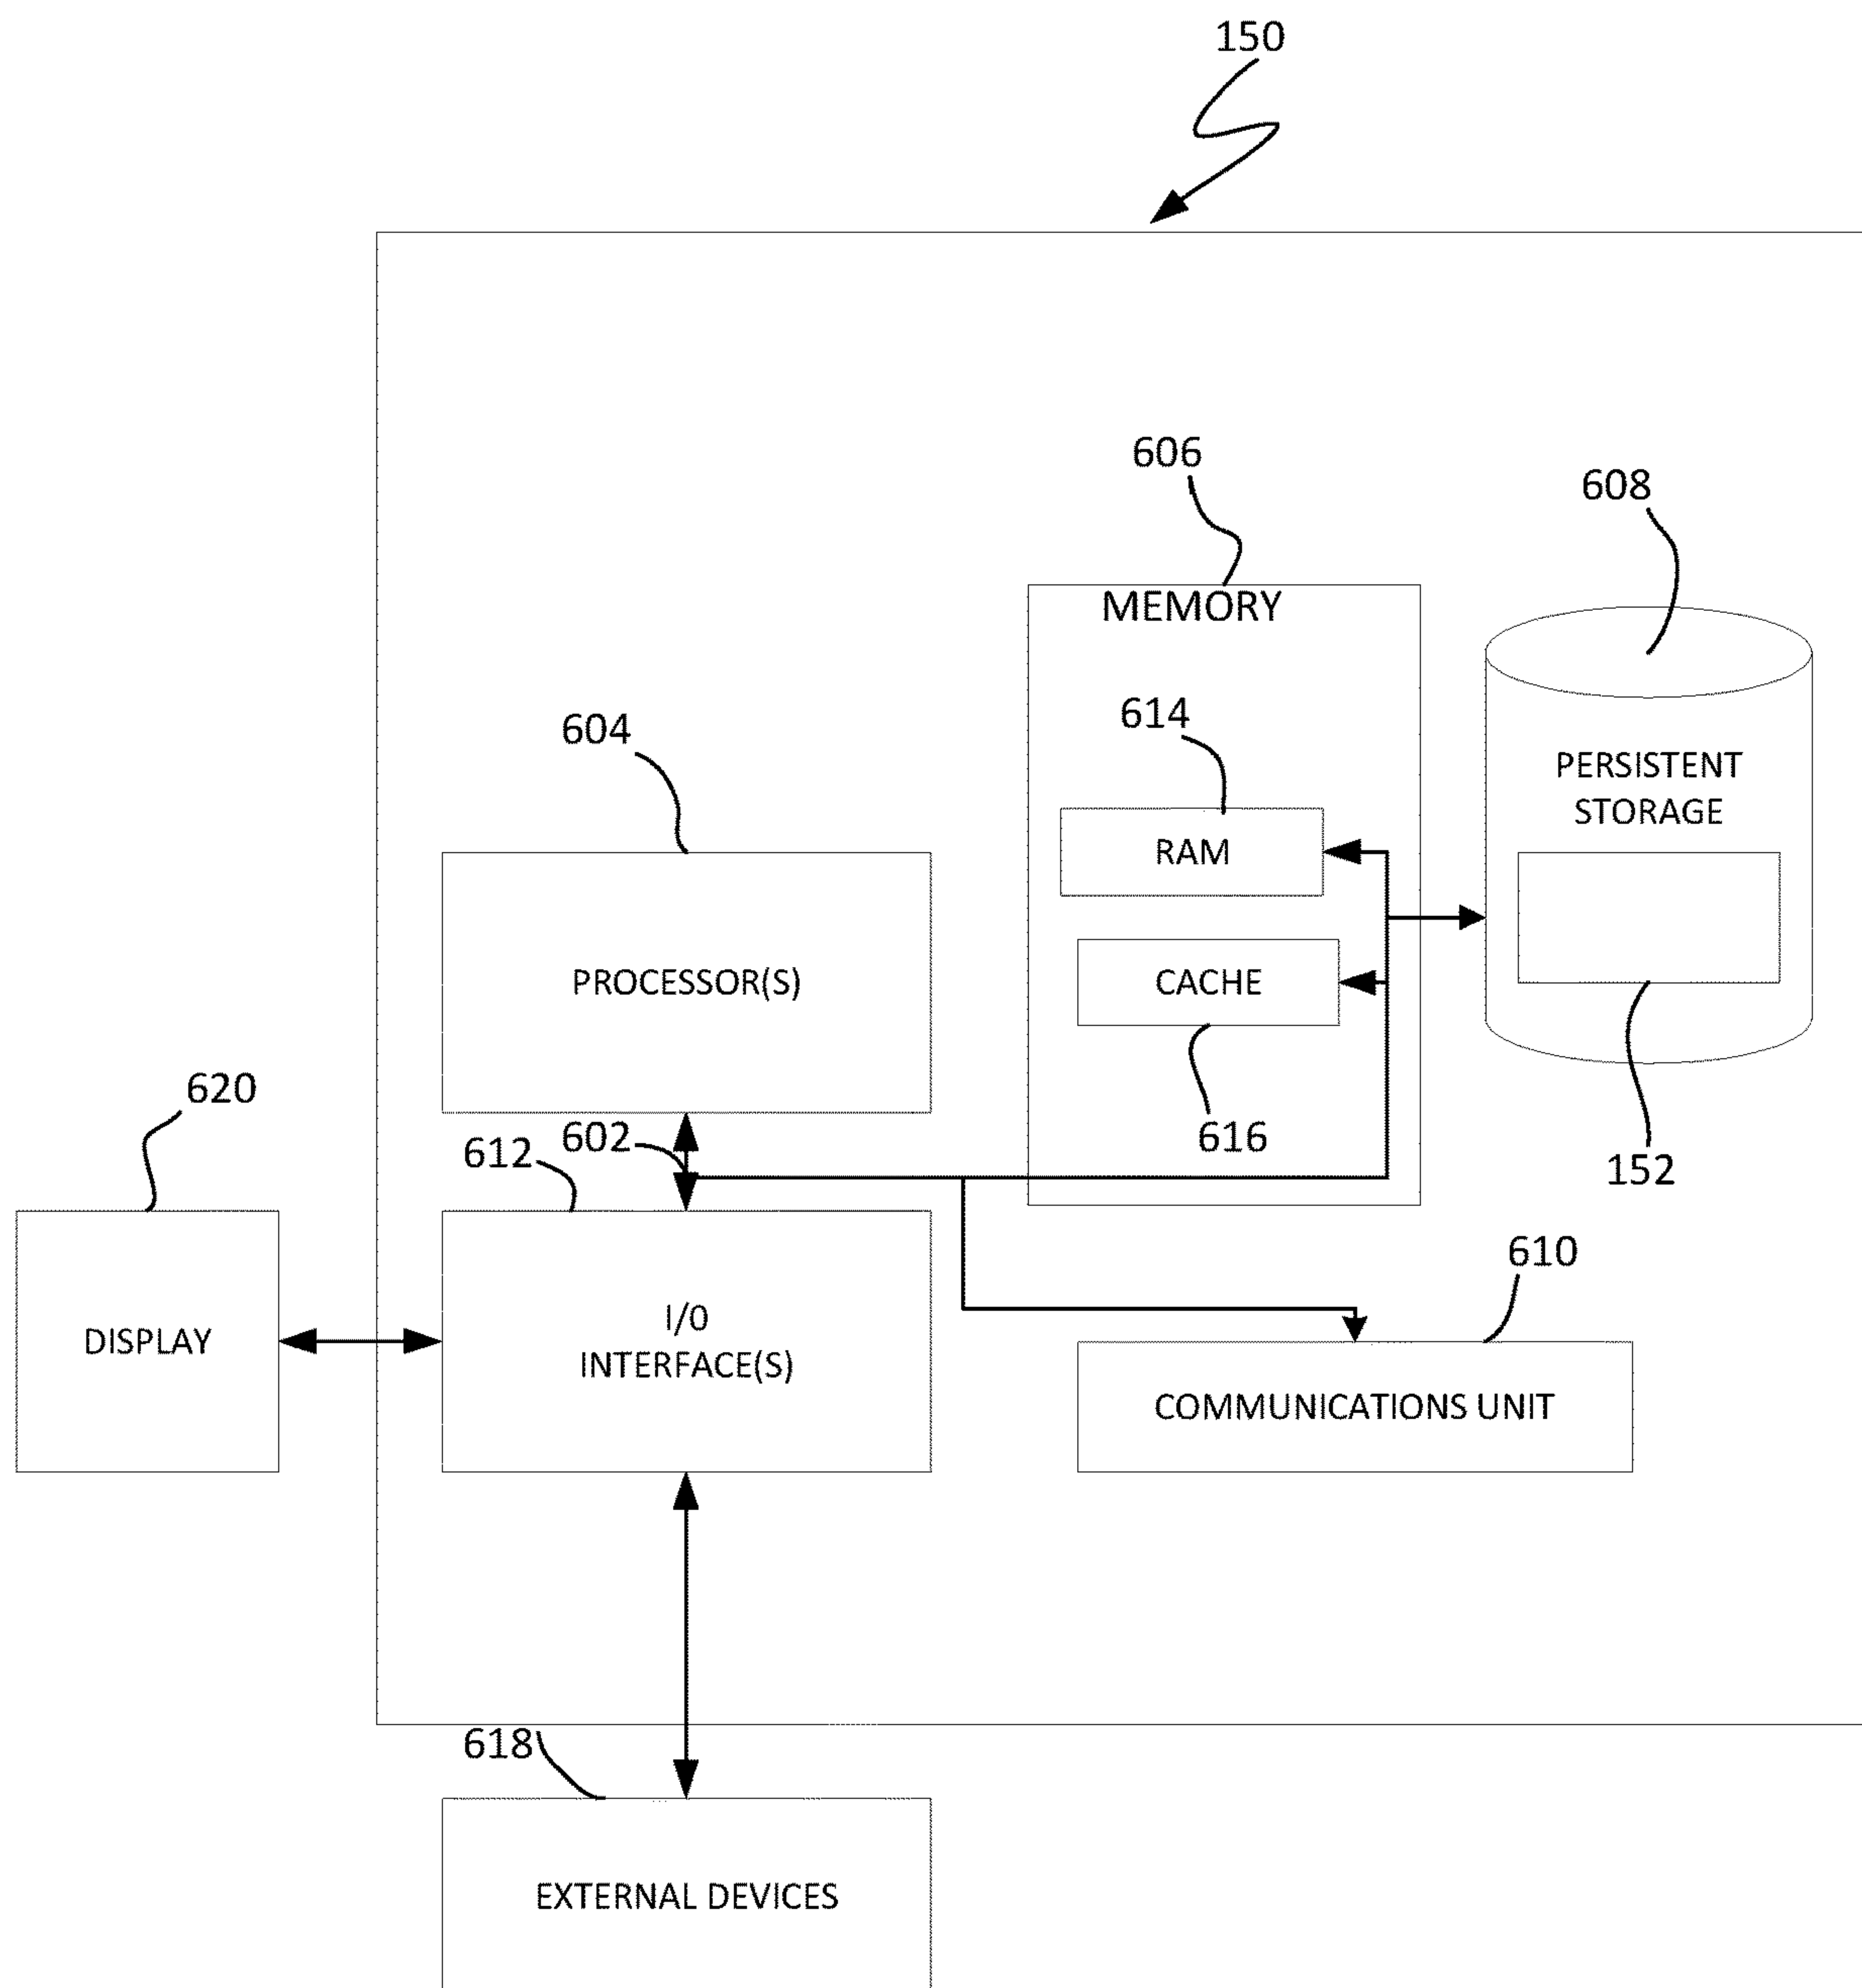 150
606
608
MEMORY
614
604
PERSISTENT
STORAGE
RAM
PROCESSOR(S)
CACHE
620
602
616
612
152
610
I/0
DISPLAY
INTERFACE(S)
COMMUNICATIONS UNIT
618
EXTERNAL DEVICES